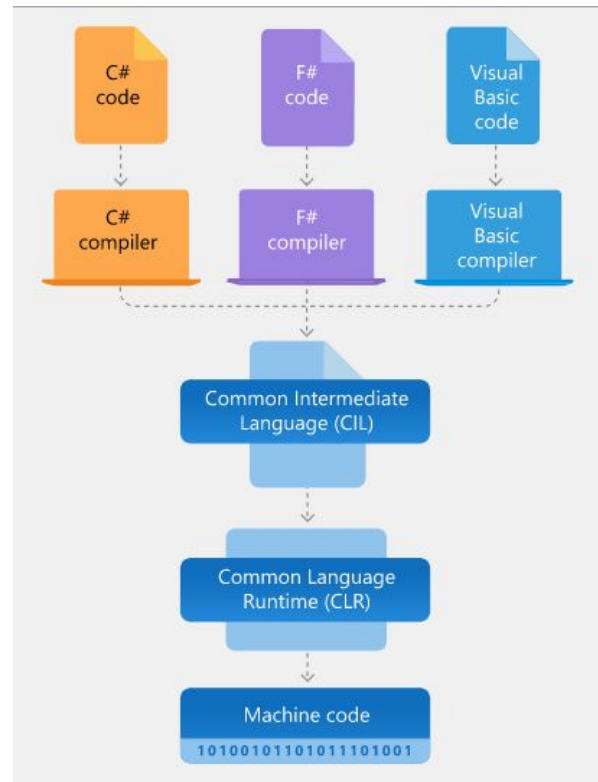 C#
code
F#
code
Visual
Basic
code
C#
compiler
F#
compiler
Visual
Basic
compiler
Common Intermediate
Language (CIL)
Common Language
Runtime (CLR)
Machine code
10100101101011101001